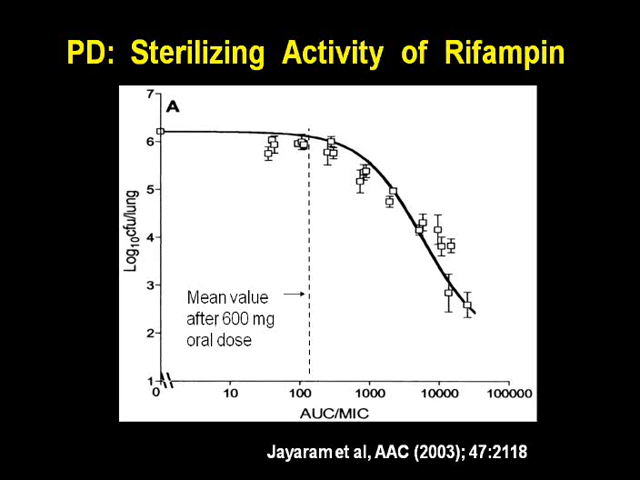 PD: Sterilizing Activity of Rifampin
A
7
6
5
4
3
2
1
Log10cfu/lung
Mean value
after 600 mg
oral dose
0 10 100 1000 10000 100000
AUC/MIC
Jayaram et al, AAC (2003); 47:2118